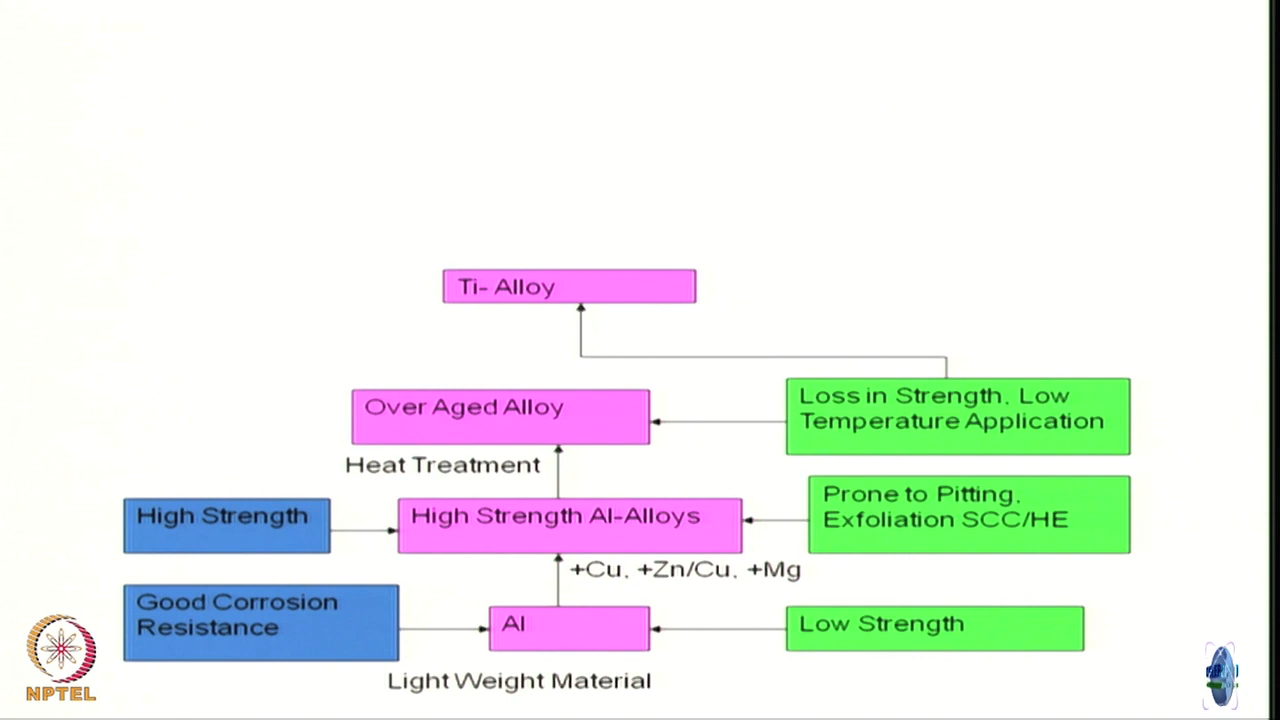 Ti- Alloy
Over Aged Alloy
Loss in Strength, Low
Temperature Application
Heat Treatment
High Strength
High Strength Al-Alloys
Prone to Pitting,
Exfoliation SCC/HE
+Cu, +Zn/Cu, +Mg
Good Corrosion
Resistance
Al
Low Strength
Light Weight Material
NPTEL